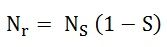 Nr = NS (1 − S)